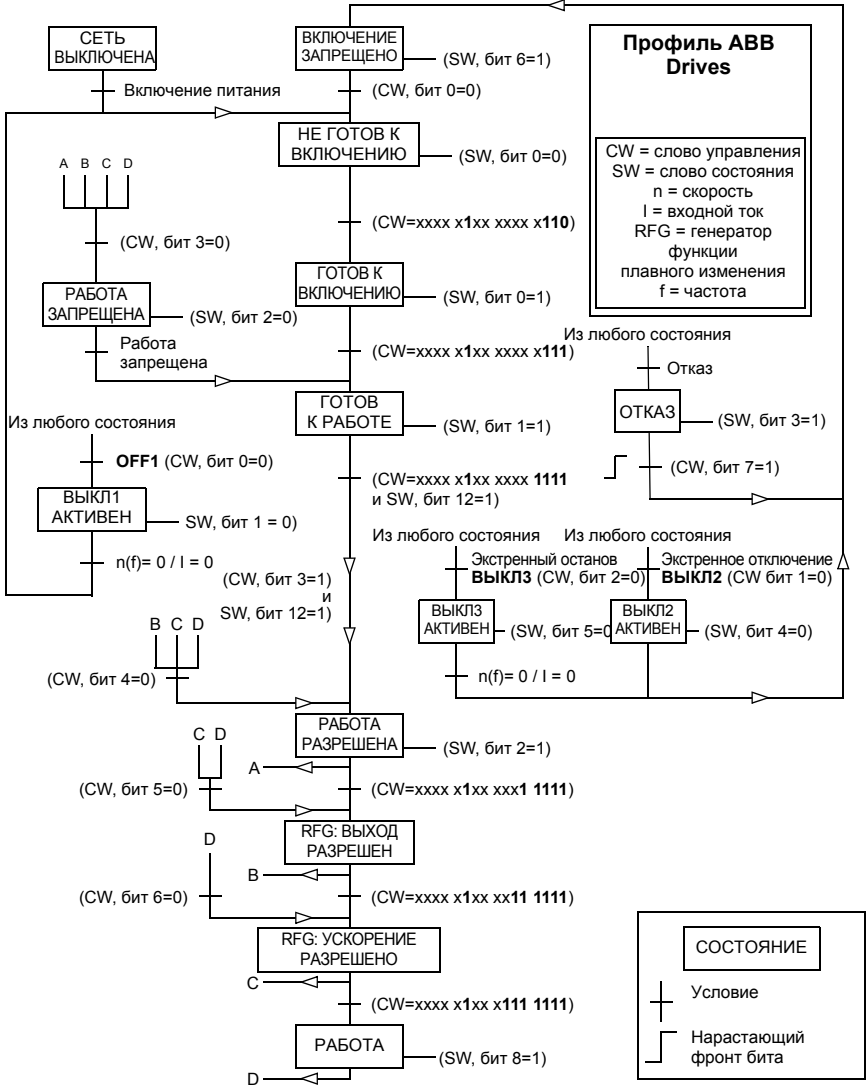 СЕТЬ
ВЫКЛЮЧЕНА
Включение питания
ВКЛЮЧЕНИЕ
ЗАПРЕЩЕНО
(SW, бит 6=1)
(CW, бит 0=0)
НЕ ГОТОВ К
ВКЛЮЧЕНИЮ
(SW, бит 0=0)
(CW=xxxx x1xx xxxx x110)
A B C D
(CW, бит 3=0)
РАБОТА
ЗАПРЕЩЕНА
(SW, бит 2=0)
Работа
запрещена
ГОТОВ К
ВКЛЮЧЕНИЮ
(SW, бит 0=1)
(CW=xxxx x1xx xxxx x111)
ГОТОВ
К РАБОТЕ
(SW, бит 1=1)
(CW=xxxx x1xx xxxx 1111
и SW, бит 12=1)
Профиль ABB
Drives
CW = слово управления
SW = слово состояния
n = скорость
I = входной ток
RFG = генератор
функции
плавного изменения
f = частота
Из любого состояния
Отказ
ОТКАЗ
(SW, бит 3=1)
(CW, бит 7=1)
Из любого состояния
OFF1 (CW, бит 0=0)
ВЫКЛ1
АКТИВЕН
SW, бит 1 = 0)
n(f)= 0 / I = 0
(CW, бит 3=1)
и
SW, бит 12=1)
Из любого состояния
Экстренный останов
ВЫКЛ3 (CW, бит 2=0)
ВЫКЛ3
АКТИВЕН
(SW, бит 5=0
n(f)= 0 / I = 0
Из любого состояния
Экстренное отключение
ВЫКЛ2 (CW бит 1=0)
ВЫКЛ2
АКТИВЕН
(SW, бит 4=0)
B C D
(CW, бит 4=0)
РАБОТА
РАЗРЕШЕНА
(SW, бит 2=1)
C D
A
(CW, бит 5=0)
(CW=xxxx x1xx xxx1 1111)
RFG: ВЫХОД
РАЗРЕШЕН
D
B
(CW, бит 6=0)
(CW=xxxx x1xx xx11 1111)
RFG: УСКОРЕНИЕ
РАЗРЕШЕНО
C
(CW=xxxx x1xx x111 1111)
РАБОТА
(SW, бит 8=1)
D
СОСТОЯНИЕ
Условие
Нарастающий
фронт бита